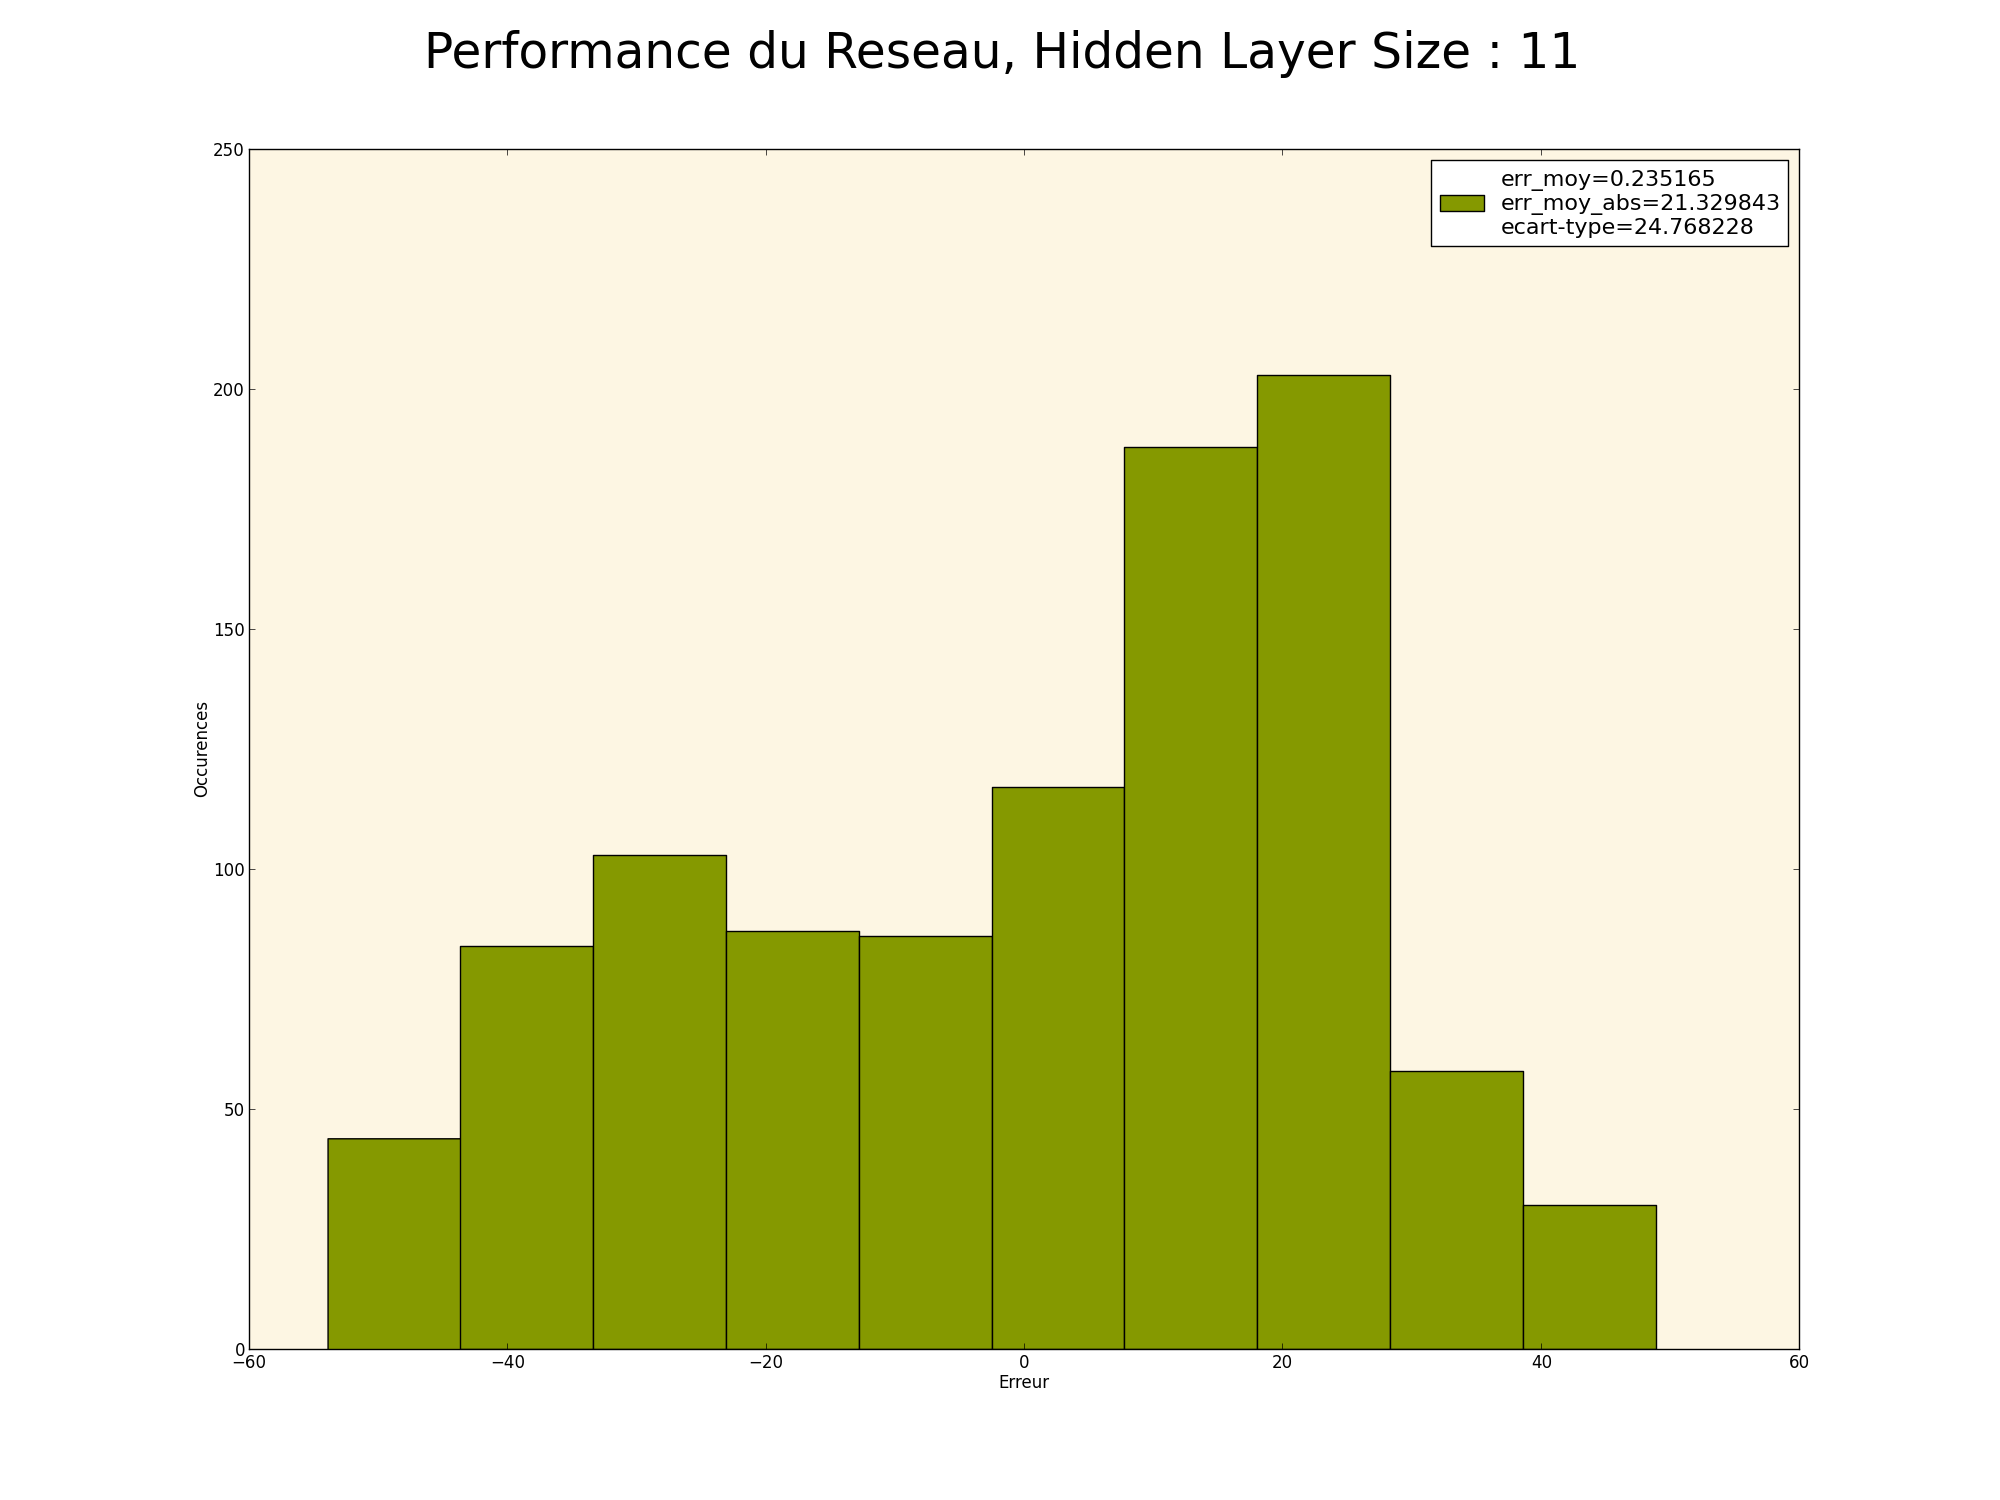 Performance du Reseau, Hidden Layer Size : 11
err_moy=0.235165
err_moy_abs=21.329843
ecart-type=24.768228
250
200
150
100
50
0
Occurences
−60
−40
−20
0
20
40
60
Erreur